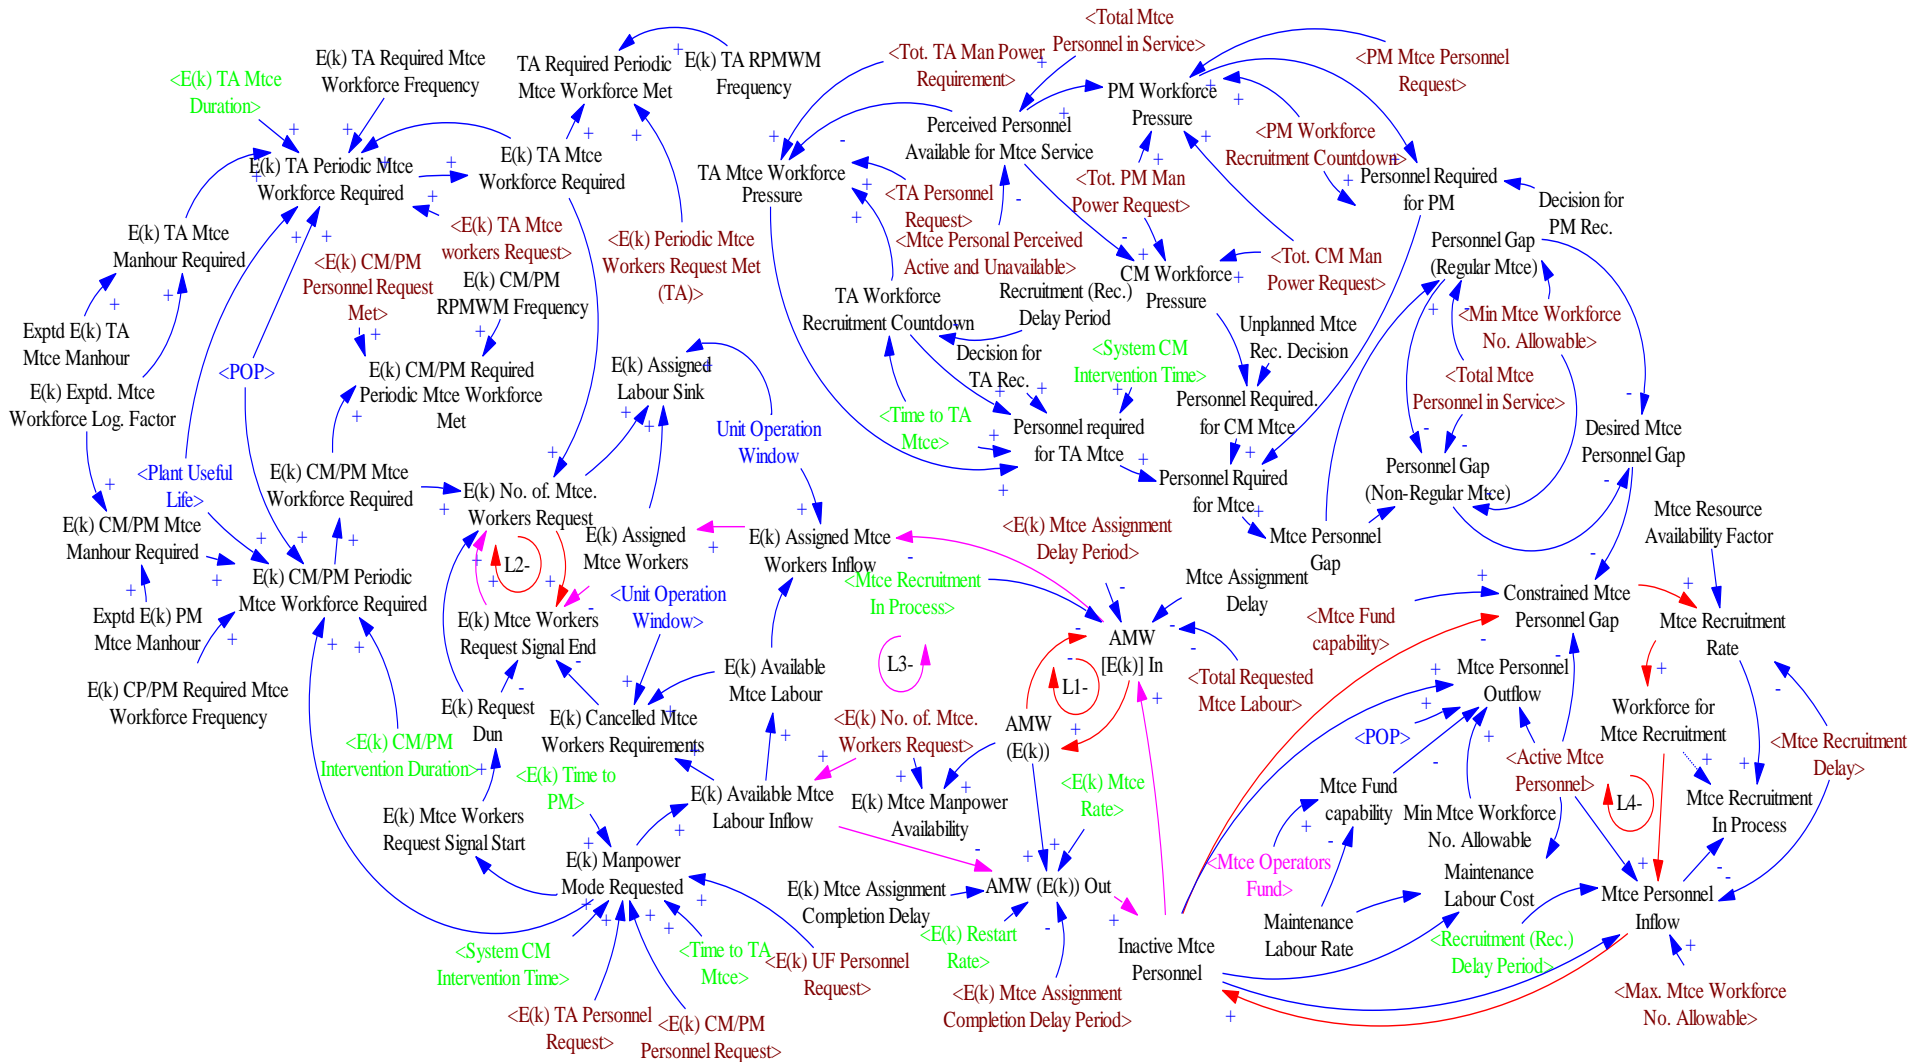 <E(k) TA Mtce
Duration>
E(k) TA Required Mtce
Workforce Frequency
TA Required Periodic
Mtce Workforce Met
E(k) TA RPMWM
Frequency
<Tot. TA Man Power
Requirement>
<Total Mtce
Personnel in Service>
<PM Mtce Personnel
Request>
PM Workforce
Pressure
<PM Workforce
Recruitment Countdown>
Perceived Personnel
Available for Mtce Service
E(k) TA Periodic Mtce
Workforce Required
E(k) TA Mtce
Workforce Required
TA Mtce Workforce
Pressure
<TA Personnel
Request>
<Tot. PM Man
Power Request>
Personnel Required
for PM
Decision for
PM Rec.
E(k) TA Mtce
Manhour Required
<E(k) TA Mtce
workers Request>
<E(k) CM/PM
Personnel Request
Met>
E(k) CM/PM
RPMWM Frequency
<E(k) Periodic Mtce
Workers Request Met
(TA)>
<Mtce Personal Perceived
Active and Unavailable>
CM Workforce
Pressure
<Tot. CM Man
Power Request>
Personnel Gap
(Regular Mtce)
TA Workforce
Recruitment Countdown
Recruitment (Rec.)
Delay Period
<Min Mtce Workforce
No. Allowable>
Exptd E(k) TA
Mtce Manhour
E(k) Exptd. Mtce
Workforce Log. Factor
<POP>
E(k) CM/PM Required
Periodic Mtce Workforce
Met
E(k) Assigned
Labour Sink
Decision for
TA Rec.
<System CM
Intervention Time>
Unplanned Mtce
Rec. Decision
<Total Mtce
Personnel in Service>
<Time to TA
Mtce>
Personnel required
for TA Mtce
Personnel Required.
for CM Mtce
Unit Operation
Window
Desired Mtce
Personnel Gap
<Plant Useful
Life>
E(k) CM/PM Mtce
Workforce Required
E(k) No. of. Mtce.
Workers Request
Personnel Rquired
for Mtce
Personnel Gap
(Non-Regular Mtce)
E(k) CM/PM Mtce
Manhour Required
E(k) Assigned
Mtce Workers
E(k) Assigned Mtce
Workers Inflow
<E(k) Mtce Assignment
Delay Period>
Mtce Personnel
Gap
Mtce Resource
Availability Factor
L2-
E(k) CM/PM Periodic
Mtce Workforce Required
<Mtce Recruitment
In Process>
Mtce Assignment
Delay
Constrained Mtce
Personnel Gap
Exptd E(k) PM
Mtce Manhour
E(k) Mtce Workers
Request Signal End
<Unit Operation
Window>
AMW
[E(k)] In
<Mtce Fund
capability>
Mtce Recruitment
Rate
L3-
L1-
E(k) CP/PM Required Mtce
Workforce Frequency
E(k) Available
Mtce Labour
<Total Requested
Mtce Labour>
Mtce Personnel
Outflow
E(k) Request
Dun
E(k) Cancelled Mtce
Workers Requirements
<E(k) No. of. Mtce.
Workers Request>
AMW
(E(k))
<POP>
Workforce for
Mtce Recruitment
<E(k) CM/PM
Intervention Duration>
<E(k) Time to
PM>
<Active Mtce
Personnel>
<Mtce Recruitment
Delay>
E(k) Available Mtce
Labour Inflow
E(k) Mtce Manpower
Availability
<E(k) Mtce
Rate>
Mtce Fund
capability
L4-
Mtce Recruitment
In Process
E(k) Mtce Workers
Request Signal Start
Min Mtce Workforce
No. Allowable
E(k) Manpower
Mode Requested
<Mtce Operators
Fund>
Maintenance
Labour Cost
E(k) Mtce Assignment
Completion Delay
AMW (E(k)) Out
Mtce Personnel
Inflow
Maintenance
Labour Rate
<System CM
Intervention Time>
<Time to TA
Mtce>
<E(k) UF Personnel
Request>
<E(k) Restart
Rate>
Inactive Mtce
Personnel
<Recruitment (Rec.)
Delay Period>
<E(k) TA Personnel
Request>
<E(k) CM/PM
Personnel Request>
<E(k) Mtce Assignment
Completion Delay Period>
<Max. Mtce Workforce
No. Allowable>